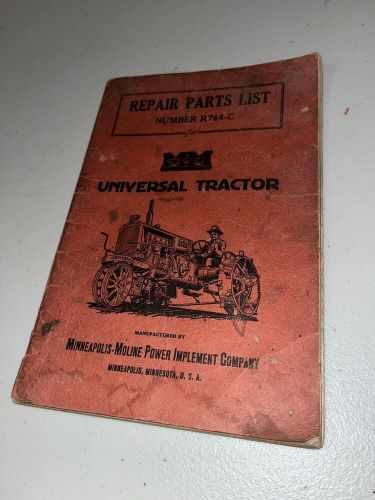 REPAIR PARTS LIST
NUMBER R744-C
for
MM
UNIVERSAL TRACTOR
MANUFACTURED BY
MINNEAPOLIS-MOLINE POWER IMPLEMENT COMPANY
MINNEAPOLIS, MINNESOTA, U. S. A.